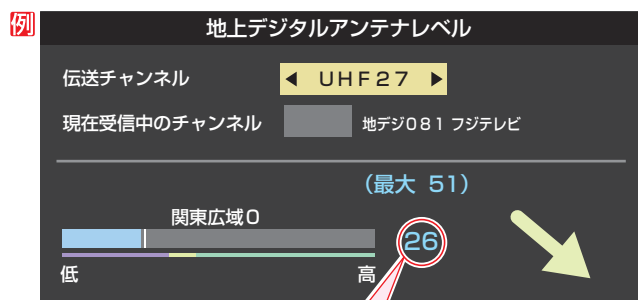 例
地上デジタルアンテナレベル
伝送チャンネル ◀ UHF27 ▶
現在受信中のチャンネル 地デジ081 フジテレビ
(最大 51)
関東広域0
26
低 高